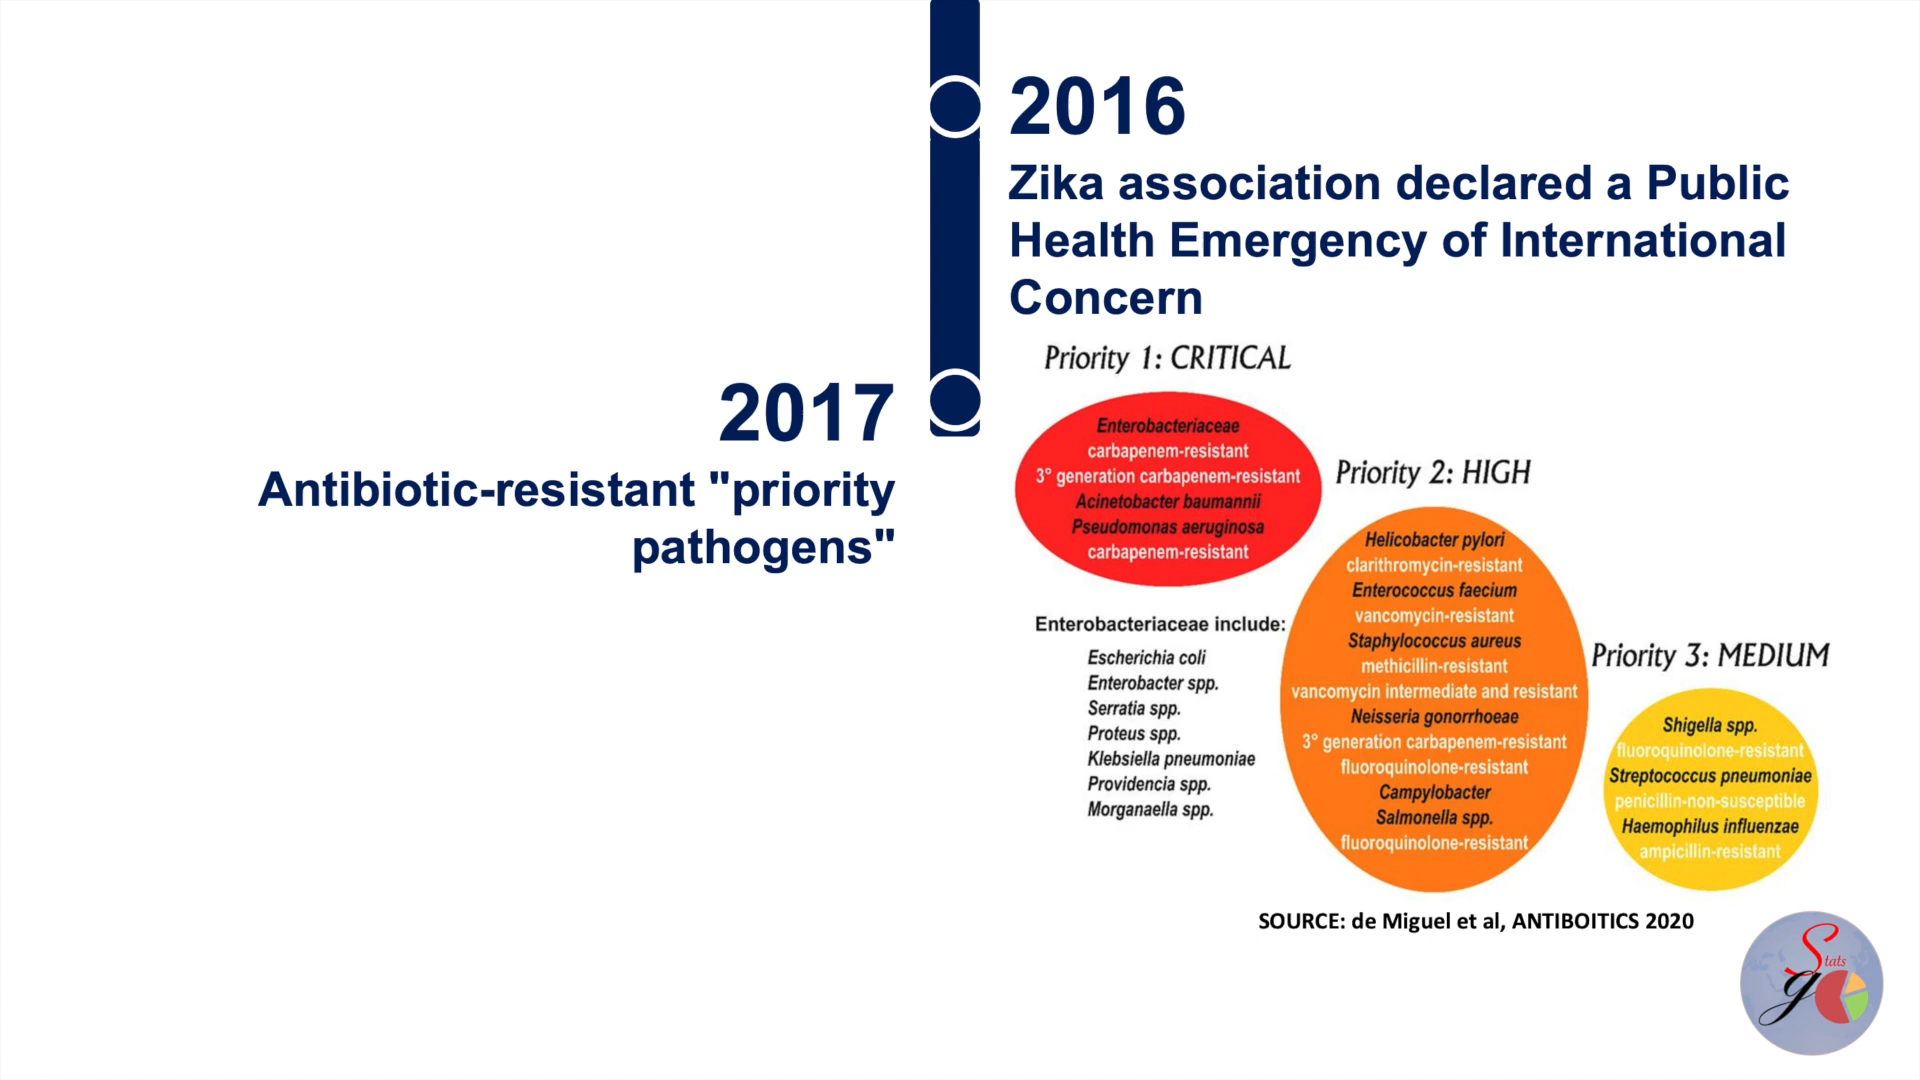 2016
Zika association declared a Public
Health Emergency of International
Concern
2017
Antibiotic-resistant "priority
pathogens"
Priority 1: CRITICAL
Enterobacteriaceae
carbapenem-resistant
3° generation carbapenem-resistant
Acinetobacter baumannii
Pseudomonas aeruginosa
carbapenem-resistant
Enterobacteriaceae include:
Escherichia coli
Enterobacter spp.
Serratia spp.
Proteus spp.
Klebsiella pneumoniae
Providencia spp.
Morganaella spp.
Priority 2: HIGH
Helicobacter pylori
clarithromycin-resistant
Enterococcus faecium
vancomycin-resistant
Staphylococcus aureus
methicillin-resistant
vancomycin intermediate and resistant
Neisseria gonorrhoeae
3° generation carbapenem-resistant
fluoroquinolone-resistant
Campylobacter
Salmonella spp.
fluoroquinolone-resistant
Priority 3: MEDIUM
Shigella spp.
fluoroquinolone-resistant
Streptococcus pneumoniae
penicillin-non-susceptible
Haemophilus influenzae
ampicillin-resistant
SOURCE: de Miguel et al, ANTIBOITICS 2020
Stats
g